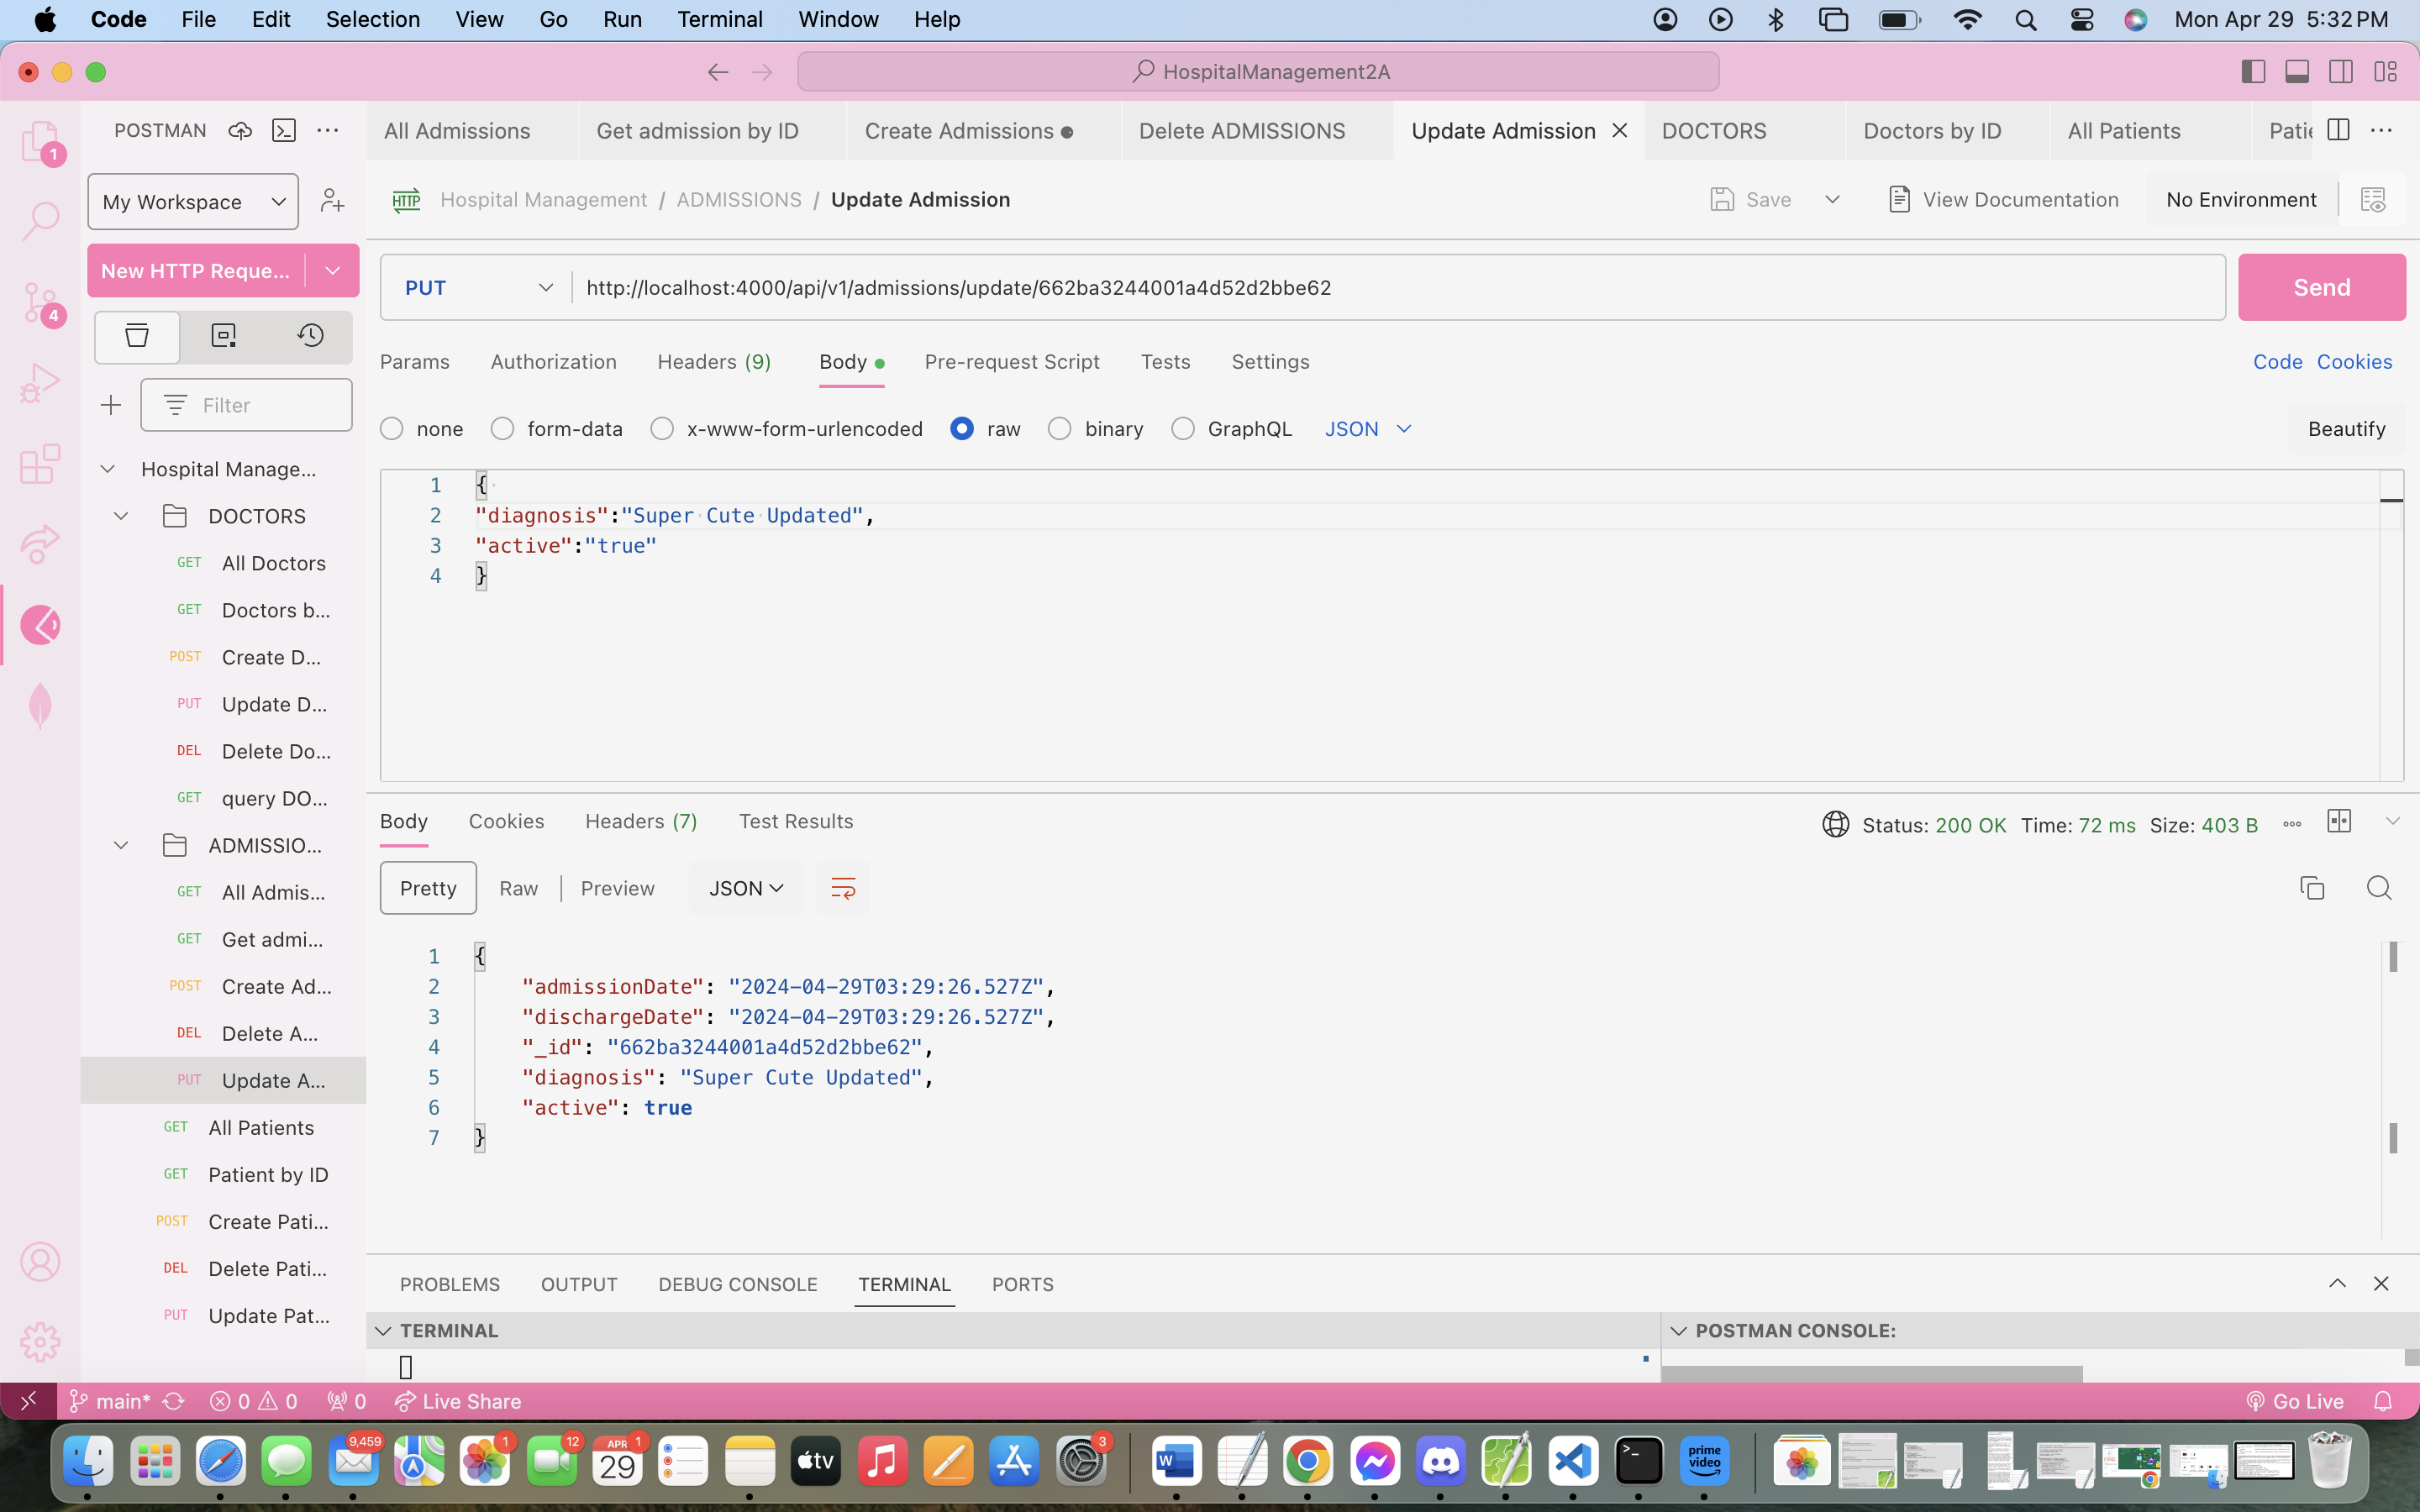 Code File Edit Selection View Go Run Terminal Window Help Mon Apr 29 5:32 PM
HospitalManagement2A
POSTMAN All Admissions Get admission by ID Create Admissions Delete ADMISSIONS Update Admission DOCTORS Doctors by ID All Patients Patie
1
My Workspace HTTP Hospital Management / ADMISSIONS / Update Admission Save View Documentation No Environment
New HTTP Reque... PUT http://localhost:4000/api/v1/admissions/update/662ba3244001a4d52d2bbe62 Send
4
Params Authorization Headers (9) Body Pre-request Script Tests Settings Code Cookies
Filter
none form-data x-www-form-urlencoded raw binary GraphQL JSON Beautify
Hospital Manage...
DOCTORS
GET All Doctors
GET Doctors b...
POST Create D...
PUT Update D...
DEL Delete Do...
GET query DO...
ADMISSIO...
GET All Admis...
GET Get admi...
POST Create Ad...
DEL Delete A...
PUT Update A...
GET All Patients
GET Patient by ID
POST Create Pati...
DEL Delete Pati...
PUT Update Pat...
1 {
2 "diagnosis":"Super Cute Updated",
3 "active":"true"
4 }
Body Cookies Headers (7) Test Results Status: 200 OK Time: 72 ms Size: 403 B
Pretty Raw Preview JSON
1 {
2 "admissionDate": "2024-04-29T03:29:26.527Z",
3 "dischargeDate": "2024-04-29T03:29:26.527Z",
4 "_id": "662ba3244001a4d52d2bbe62",
5 "diagnosis": "Super Cute Updated",
6 "active": true
7 }
PROBLEMS OUTPUT DEBUG CONSOLE TERMINAL PORTS
TERMINAL POSTMAN CONSOLE:
main* 0 0 0 Live Share Go Live
9,459 1 12 APR 1 3
29 tv W prime video